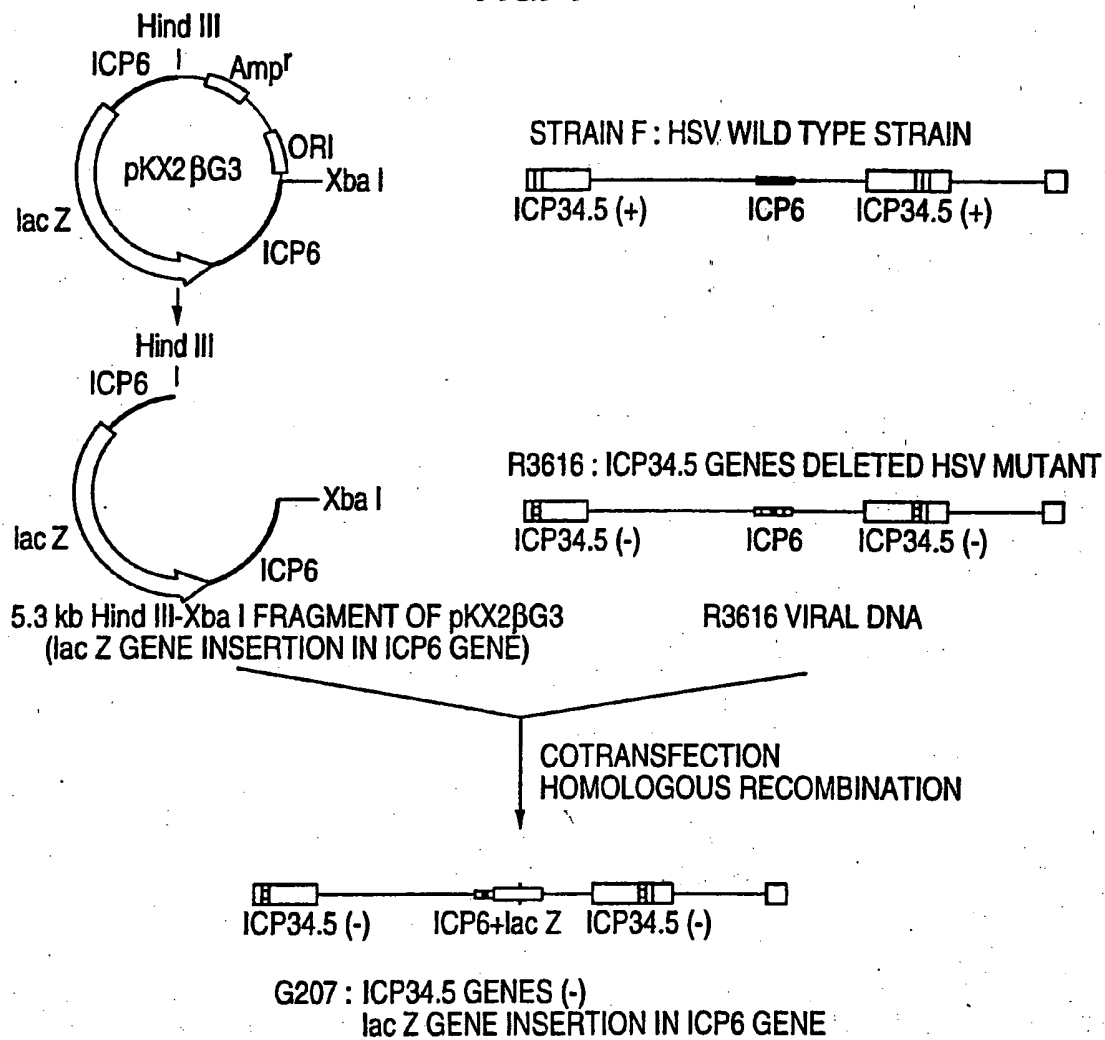 Hind III
ICP6
Ampʳ
pKX2βG3
ORI
Xba I
lac Z
ICP6
STRAIN F : HSV WILD TYPE STRAIN
ICP34.5 (+)
ICP6
ICP34.5 (+)
Hind III
ICP6
Xba I
lac Z
ICP6
5.3 kb Hind III-Xba I FRAGMENT OF pKX2βG3
(lac Z GENE INSERTION IN ICP6 GENE)
R3616 : ICP34.5 GENES DELETED HSV MUTANT
ICP34.5 (-)
ICP6
ICP34.5 (-)
R3616 VIRAL DNA
COTRANSFECTION
HOMOLOGOUS RECOMBINATION
ICP34.5 (-)
ICP6+lac Z
ICP34.5 (-)
G207 : ICP34.5 GENES (-)
lac Z GENE INSERTION IN ICP6 GENE